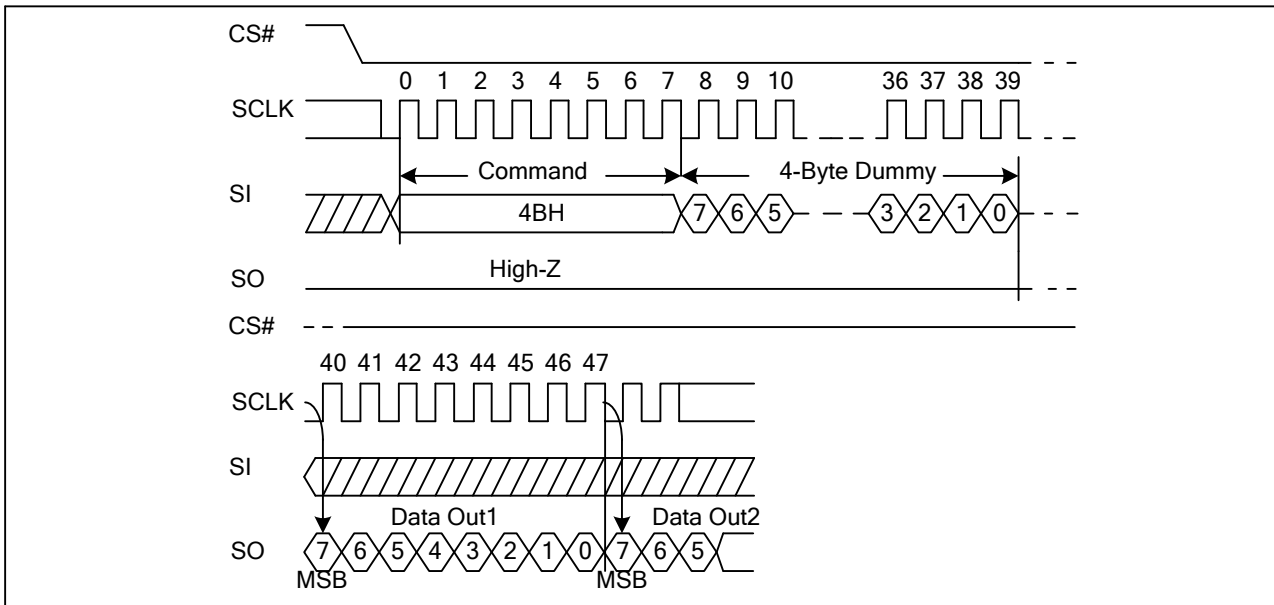 CS#
0 1 2 3 4 5 6 7 8 9 10 36 37 38 39
SCLK
Command 4-Byte Dummy
SI
4BH 7 6 5 3 2 1 0
High-Z
SO
CS#
40 41 42 43 44 45 46 47
SCLK
SI
Data Out1 Data Out2
SO 7 6 5 4 3 2 1 0 7 6 5
MSB MSB